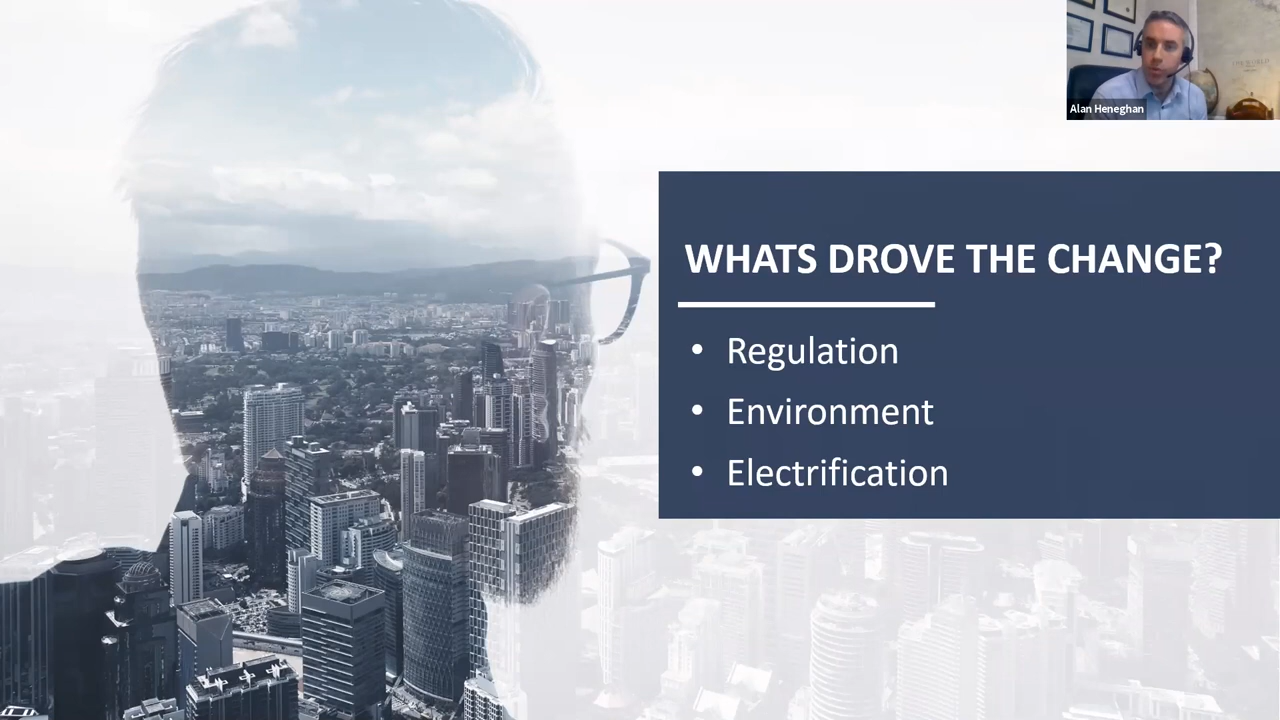 Alan Heneghan
WHATS DROVE THE CHANGE?
• Regulation
• Environment
• Electrification